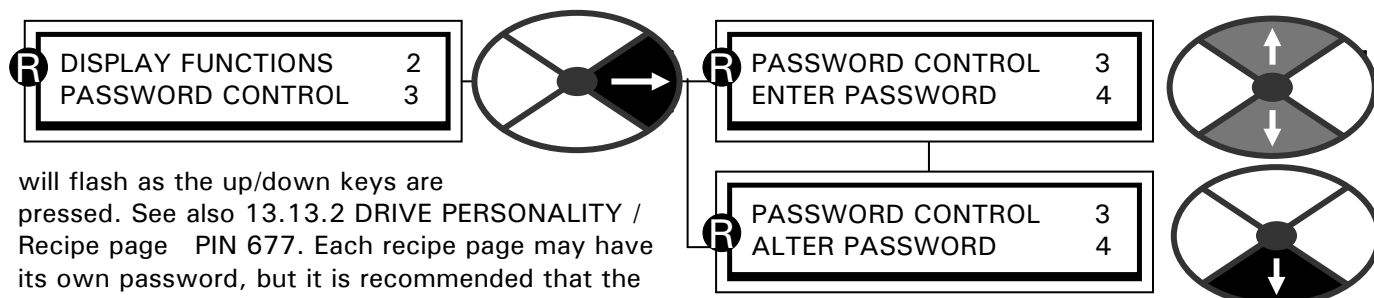 R DISPLAY FUNCTIONS 2
PASSWORD CONTROL 3
R PASSWORD CONTROL 3
ENTER PASSWORD 4
R PASSWORD CONTROL 3
ALTER PASSWORD 4
will flash as the up/down keys are
pressed. See also 13.13.2 DRIVE PERSONALITY /
Recipe page PIN 677. Each recipe page may have
its own password, but it is recommended that the